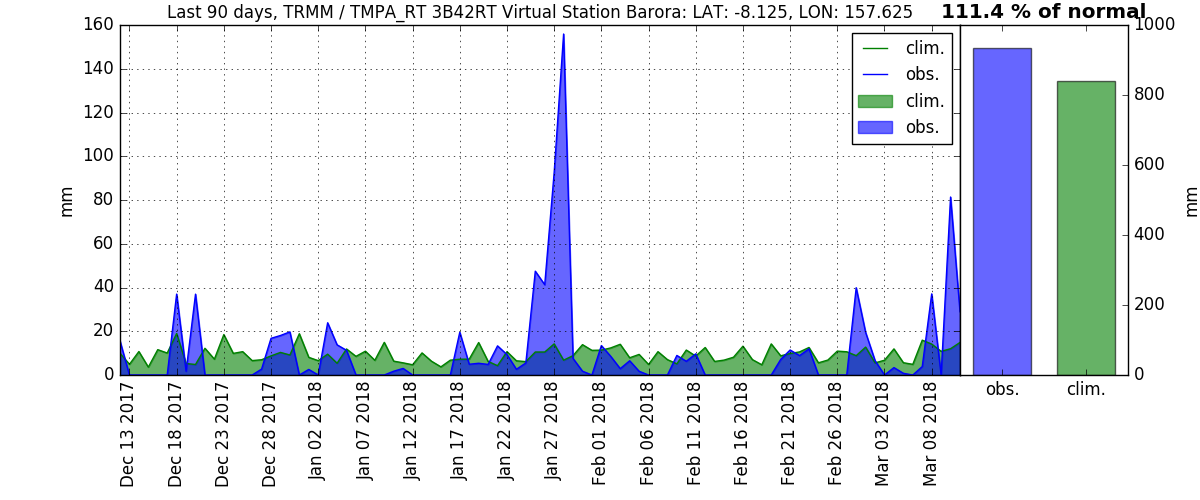 Last 90 days, TRMM / TMPA_RT 3B42RT Virtual Station Barora: LAT: -8.125, LON: 157.625
111.4 % of normal
160
140
120
100
80
60
40
20
0
mm
clim.
obs.
clim.
obs.
1000
800
600
400
200
0
mm
obs.
clim.
Dec 13 2017
Dec 18 2017
Dec 23 2017
Dec 28 2017
Jan 02 2018
Jan 07 2018
Jan 12 2018
Jan 17 2018
Jan 22 2018
Jan 27 2018
Feb 01 2018
Feb 06 2018
Feb 11 2018
Feb 16 2018
Feb 21 2018
Feb 26 2018
Mar 03 2018
Mar 08 2018